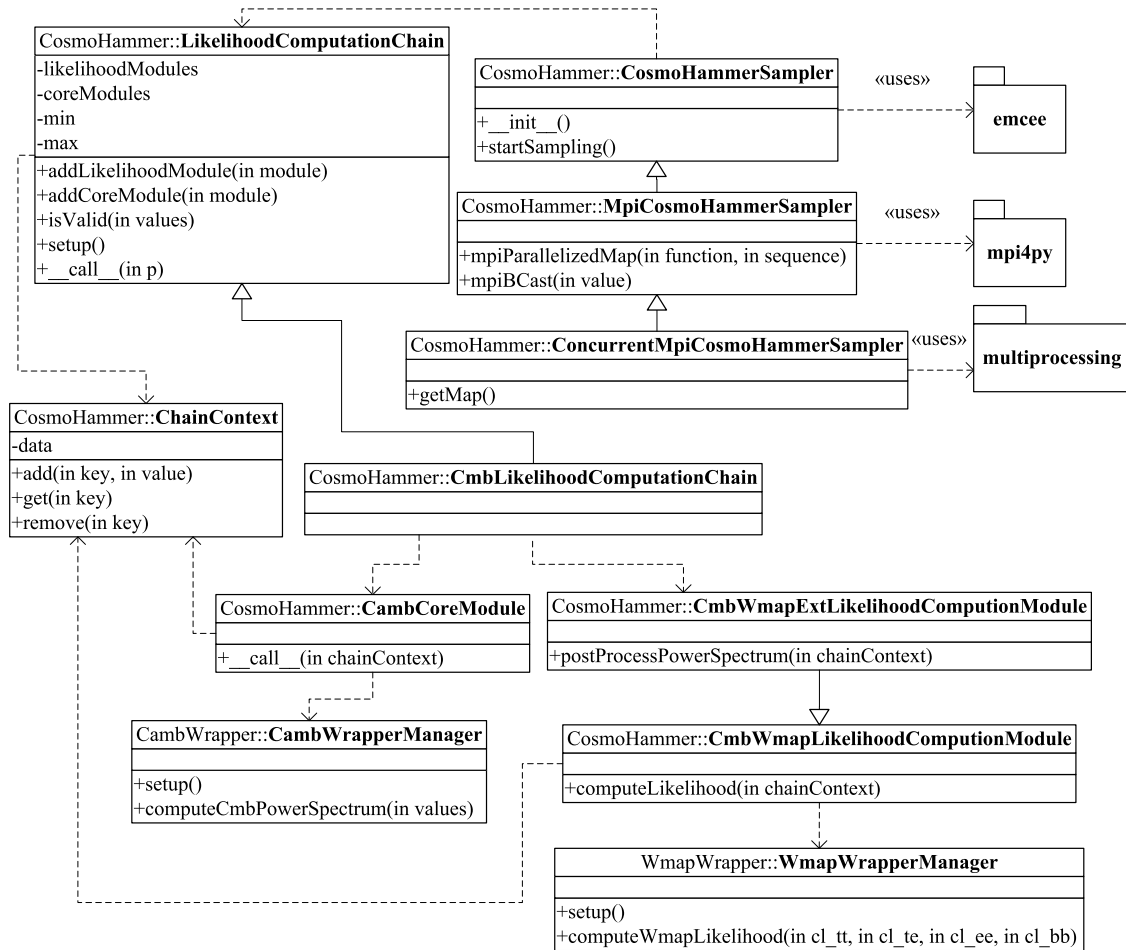 CosmoHammer::LikelihoodComputationChain
-likelihoodModules
-coreModules
-min
-max
+addLikelihoodModule(in module)
+addCoreModule(in module)
+isValid(in values)
+setup()
+__call__(in p)
CosmoHammer::CosmoHammerSampler
+__init__()
+startSampling()
«uses»
emcee
CosmoHammer::MpiCosmoHammerSampler
+mpiParallelizedMap(in function, in sequence)
+mpiBCast(in value)
«uses»
mpi4py
CosmoHammer::ConcurrentMpiCosmoHammerSampler
+getMap()
«uses»
multiprocessing
CosmoHammer::ChainContext
-data
+add(in key, in value)
+get(in key)
+remove(in key)
CosmoHammer::CmbLikelihoodComputationChain
CosmoHammer::CambCoreModule
+__call__(in chainContext)
CosmoHammer::CmbWmapExtLikelihoodComputionModule
+postProcessPowerSpectrum(in chainContext)
CambWrapper::CambWrapperManager
+setup()
+computeCmbPowerSpectrum(in values)
CosmoHammer::CmbWmapLikelihoodComputionModule
+computeLikelihood(in chainContext)
WmapWrapper::WmapWrapperManager
+setup()
+computeWmapLikelihood(in cl_tt, in cl_te, in cl_ee, in cl_bb)